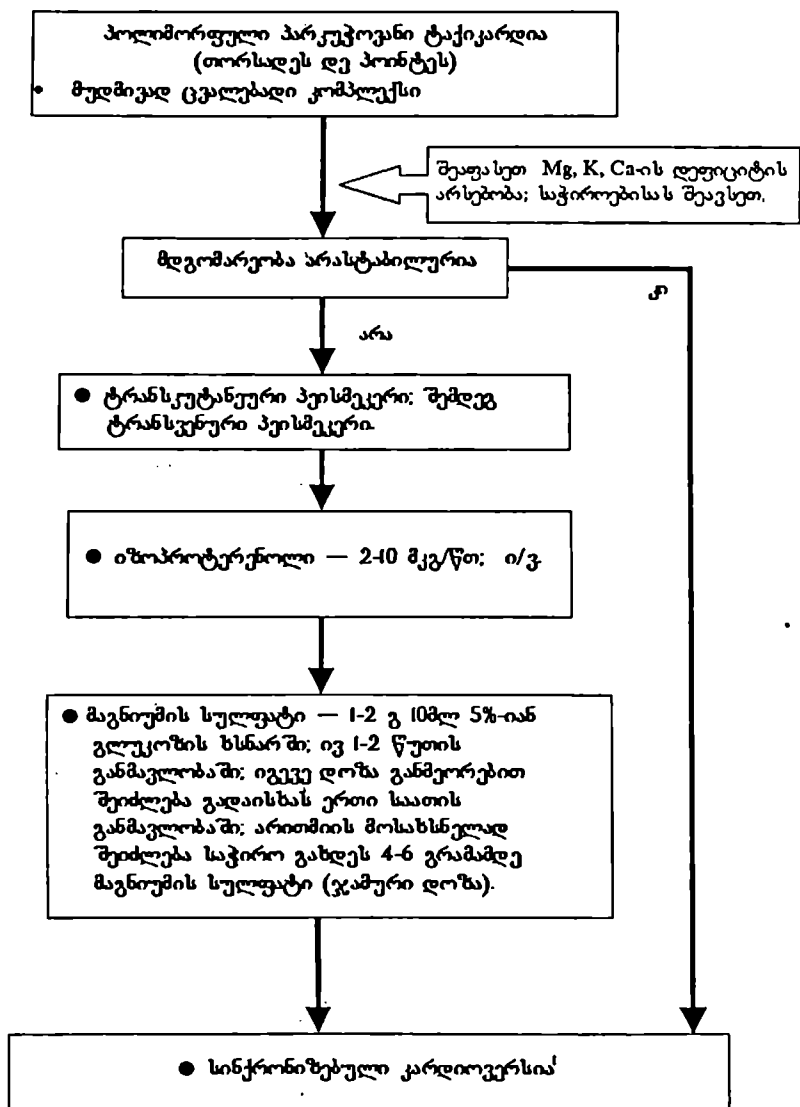 პოლიმორფული პარკუჭოვანი ტაქიკარდია
(თორსადეს დე პოინტეს)
• მუდმივად ცვალებადი კომპლექსი
შეაფასეთ Mg, K, Ca-ის დეფიციტის
არსებობა; საჭიროებისას შეავსეთ.
მდგომარეობა არასტაბილურია
კი
არა
● ტრანსკუტანეური პეისმეკერი; შემდეგ
ტრანსვენური პეისმეკერი.
● იზოპროტერენოლი — 2-10 მკგ/წთ; ი/ვ.
● მაგნიუმის სულფატი — 1-2 გ 10მლ 5%-იან
გლუკოზის ხსნარში; ივ 1-2 წუთის
განმავლობაში; იგევე დოზა განმეორებით
შეიძლება გადაისხას ერთი საათის
განმავლობაში; არითმიის მოსახსნელად
შეიძლება საჭირო გახდეს 4-6 გრამამდე
მაგნიუმის სულფატი (ჯამური დოზა).
● სინქრონიზებული კარდიოვერსია¹